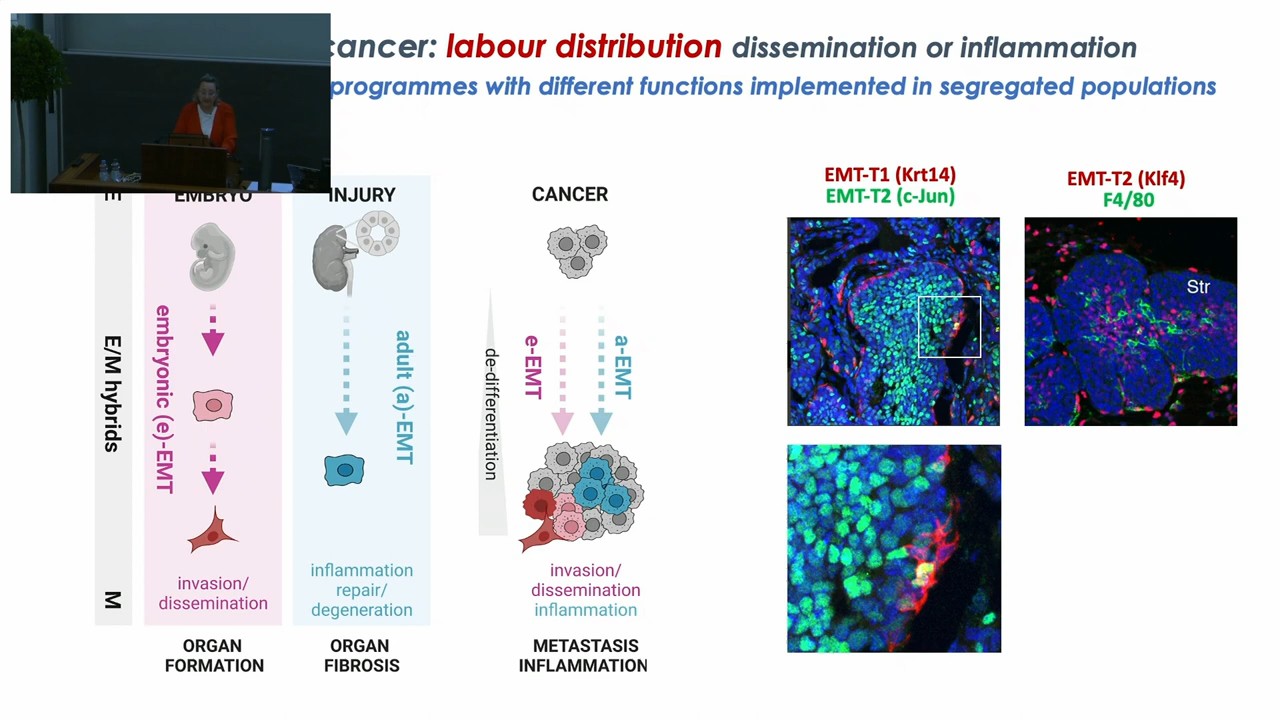 cancer: labour distribution dissemination or inflammation
programmes with different functions implemented in segregated populations
E
EMBRYO
INJURY
CANCER
EMT-T1 (Krt14)
EMT-T2 (c-Jun)
EMT-T2 (Klf4)
F4/80
Str
E/M hybrids
embryonic (e)-EMT
adult (a)-EMT
de-differentiation
e-EMT
a-EMT
M
invasion/
dissemination
inflammation
repair/
degeneration
invasion/
dissemination
inflammation
ORGAN
FORMATION
ORGAN
FIBROSIS
METASTASIS
INFLAMMATION